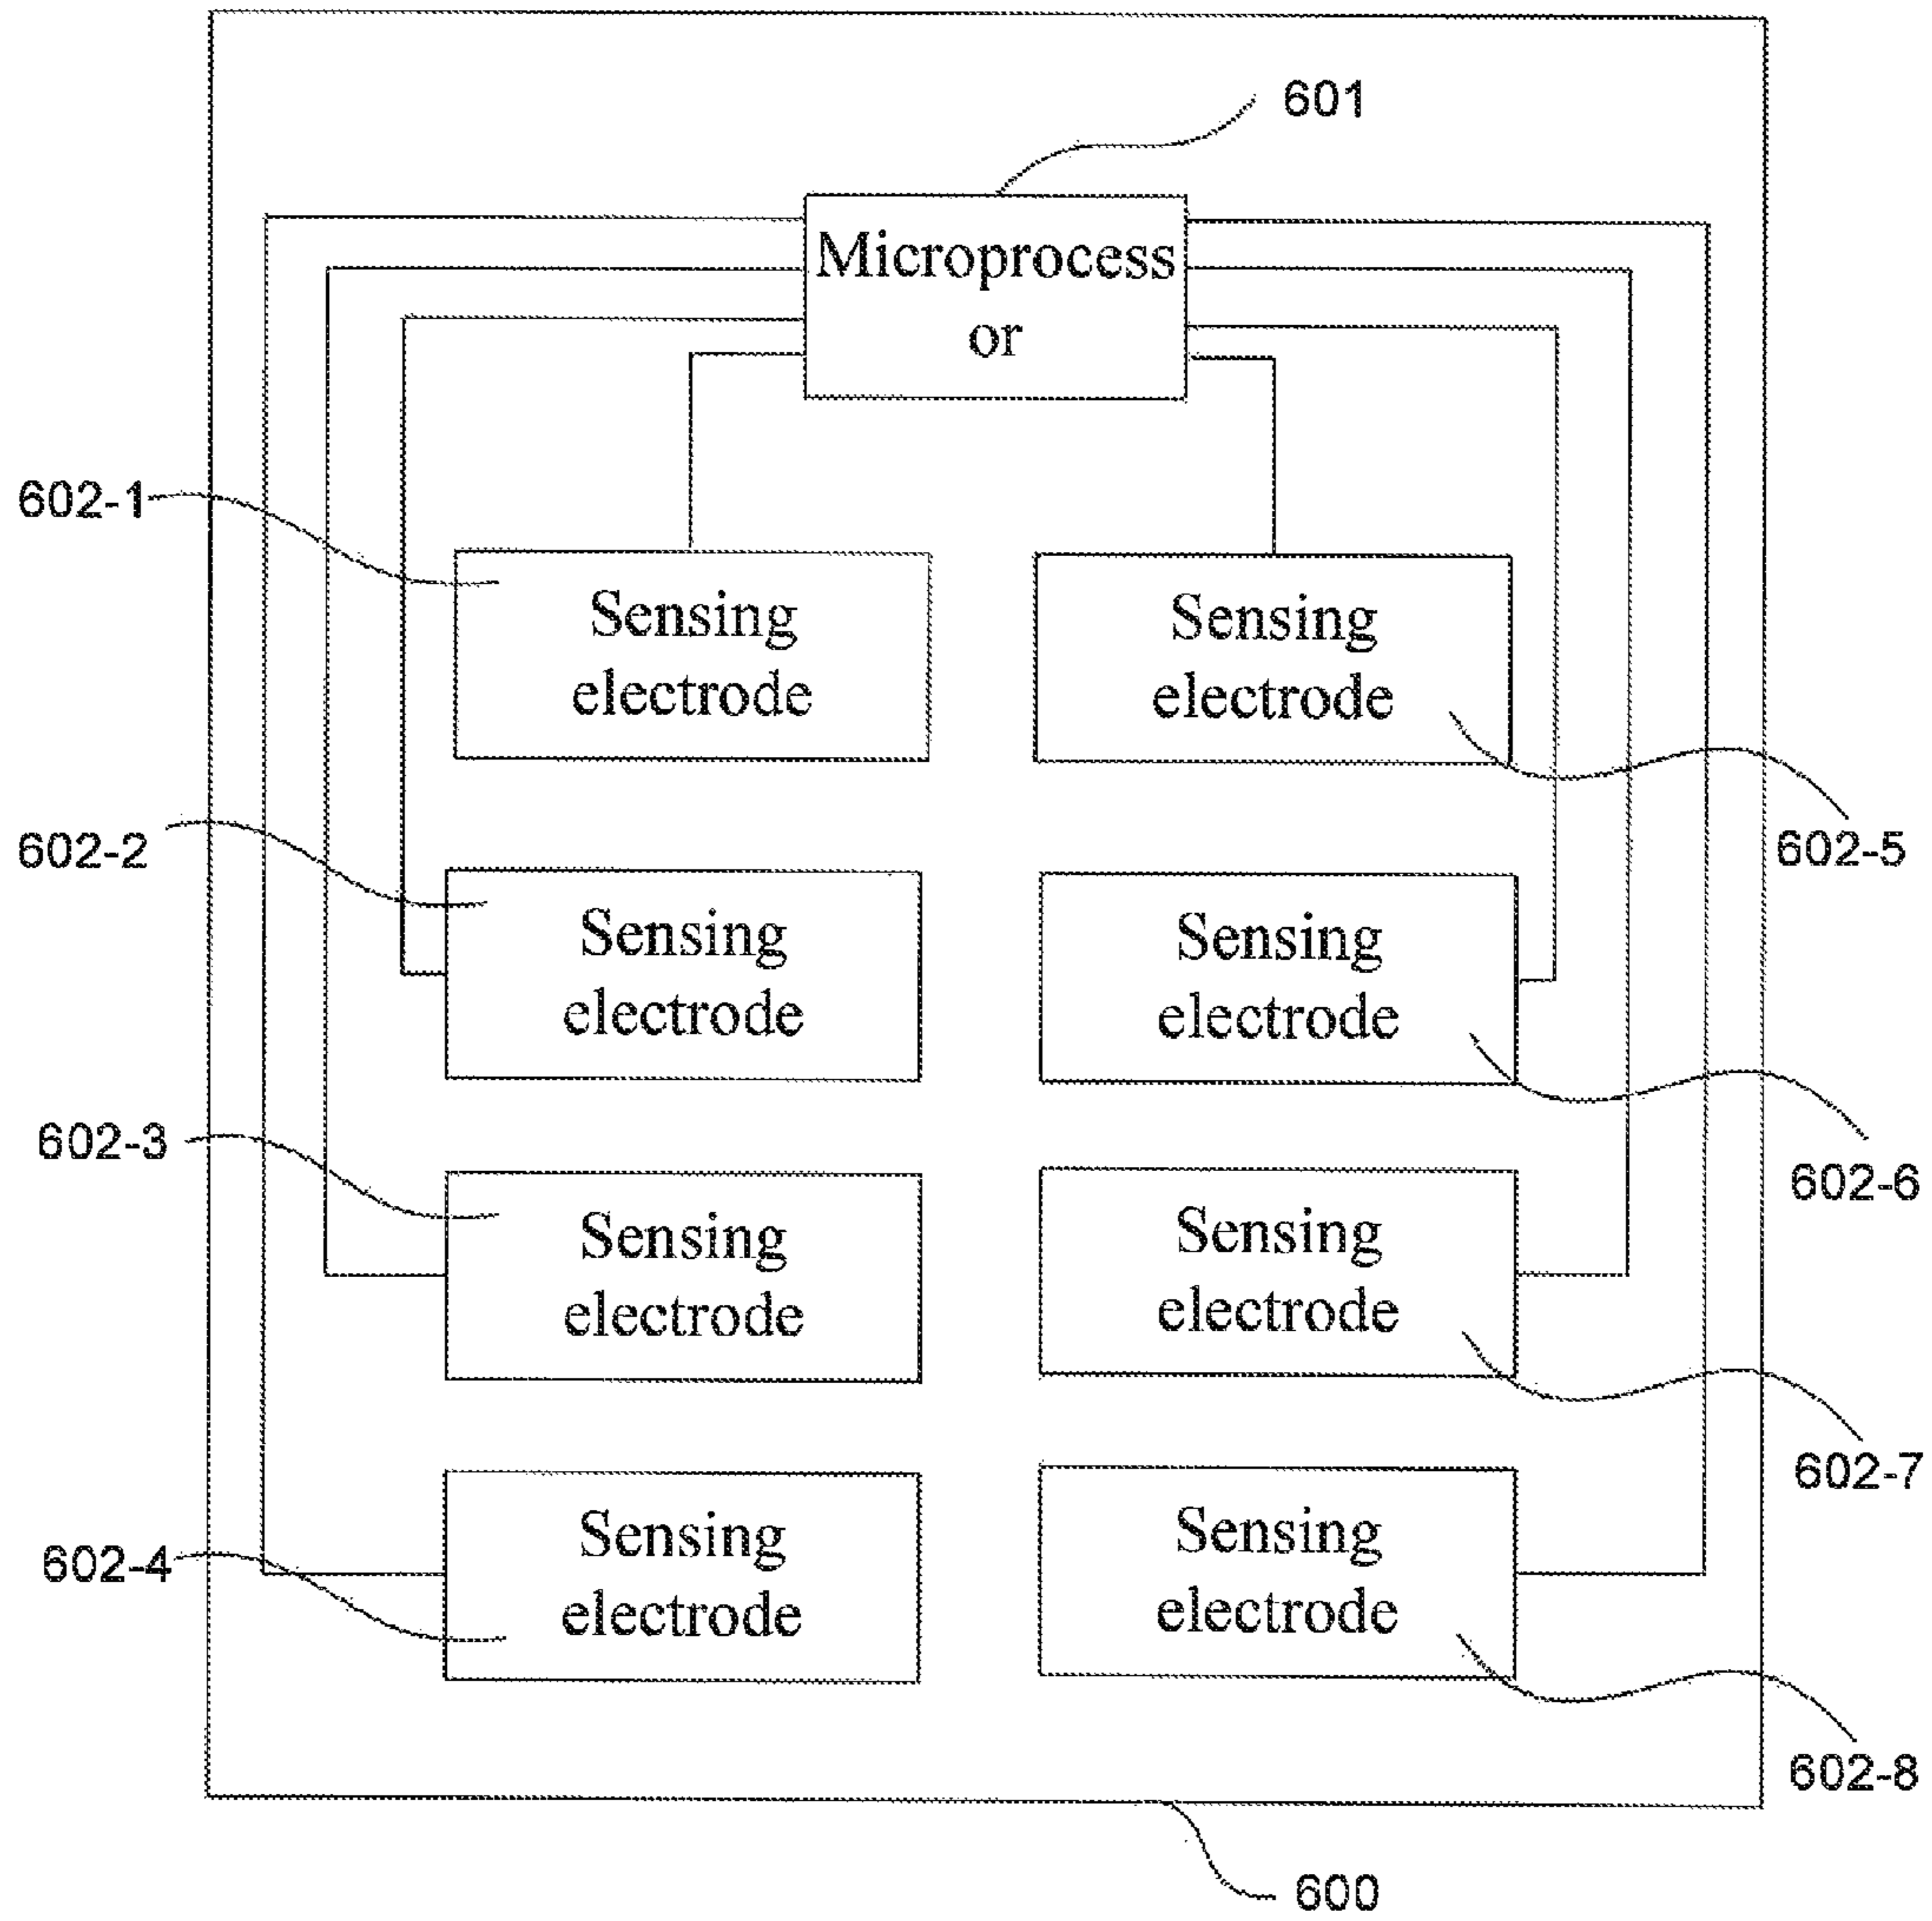 601
Microprocess
or
602-1
Sensing
electrode
Sensing
electrode
602-5
602-2
Sensing
electrode
Sensing
electrode
602-6
602-3
Sensing
electrode
Sensing
electrode
602-7
602-4
Sensing
electrode
Sensing
electrode
602-8
600